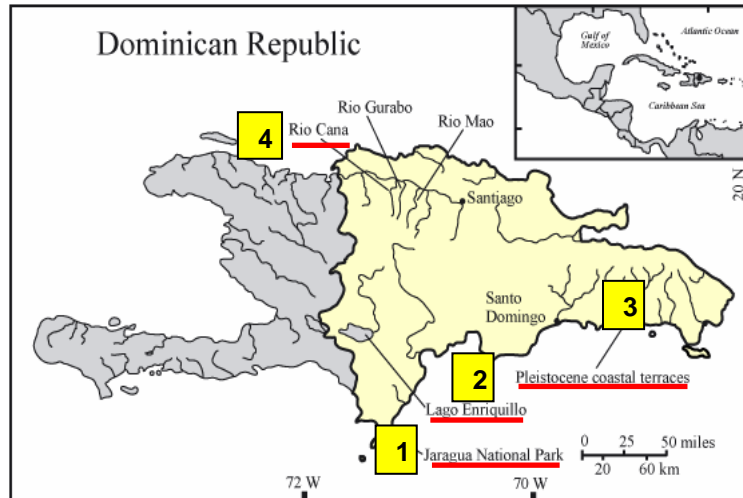 Dominican Republic
Gulf of
Mexico
Atlantic Ocean
Caribbean Sea
20 N
Rio Gurabo
4
Rio Cana
Rio Mao
Santiago
Santo
Domingo
3
2
Pleistocene coastal terraces
Lago Enriquillo
1
Jaragua National Park
0 25 50 miles
20 60 km
72 W
70 W